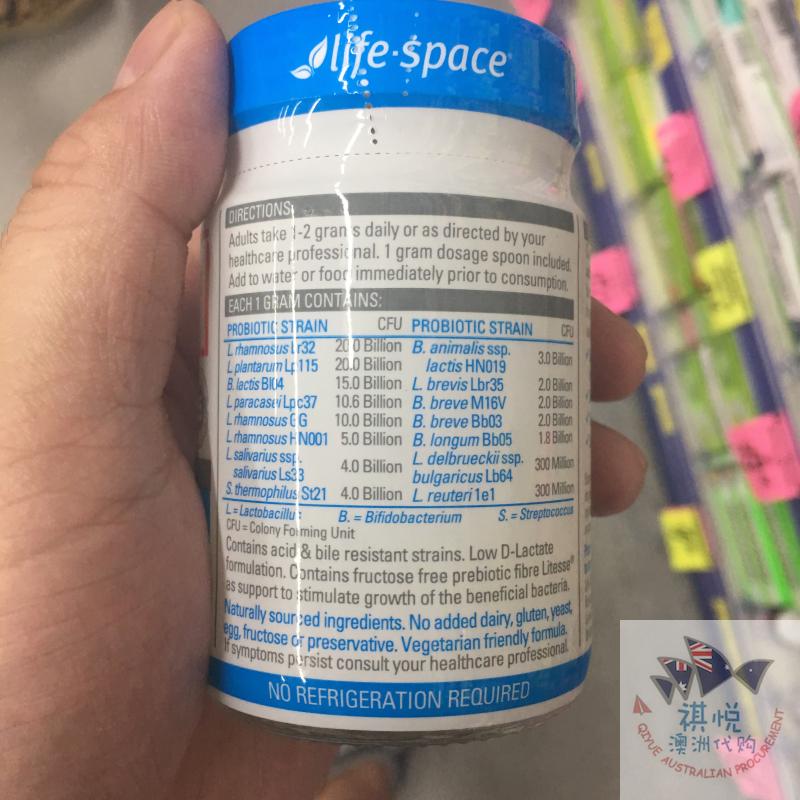 life·space
DIRECTIONS:
Adults take 1-2 grams daily or as directed by your
healthcare professional. 1 gram dosage spoon included.
Add to water or food immediately prior to consumption.
EACH 1 GRAM CONTAINS:
PROBIOTIC STRAIN CFU PROBIOTIC STRAIN CFU
L. rhamnosus Lr32 20.0 Billion
L. plantarum Lp115 20.0 Billion
B. lactis Bl04 15.0 Billion
L. paracasei Lpc37 10.6 Billion
L. rhamnosus GG 10.0 Billion
L. rhamnosus HN001 5.0 Billion
L. salivarius ssp.
salivarius Ls33 4.0 Billion
S. thermophilus St21 4.0 Billion
B. animalis ssp.
lactis HN019 3.0 Billion
L. brevis Lbr35 2.0 Billion
B. breve M16V 2.0 Billion
B. breve Bb03 2.0 Billion
B. longum Bb05 1.8 Billion
L. delbrueckii ssp.
bulgaricus Lb64 300 Million
L. reuteri 1e1 300 Million
L = Lactobacillus B. = Bifidobacterium S. = Streptococcus
CFU = Colony Forming Unit
Contains acid & bile resistant strains. Low D-Lactate
formulation. Contains fructose free prebiotic fibre Litesse®
as support to stimulate growth of the beneficial bacteria.
Naturally sourced ingredients. No added dairy, gluten, yeast,
egg, fructose or preservative. Vegetarian friendly formula.
If symptoms persist consult your healthcare professional.
NO REFRIGERATION REQUIRED
祺悦
澳洲代购
QIYUE AUSTRALIAN PROCUREMENT